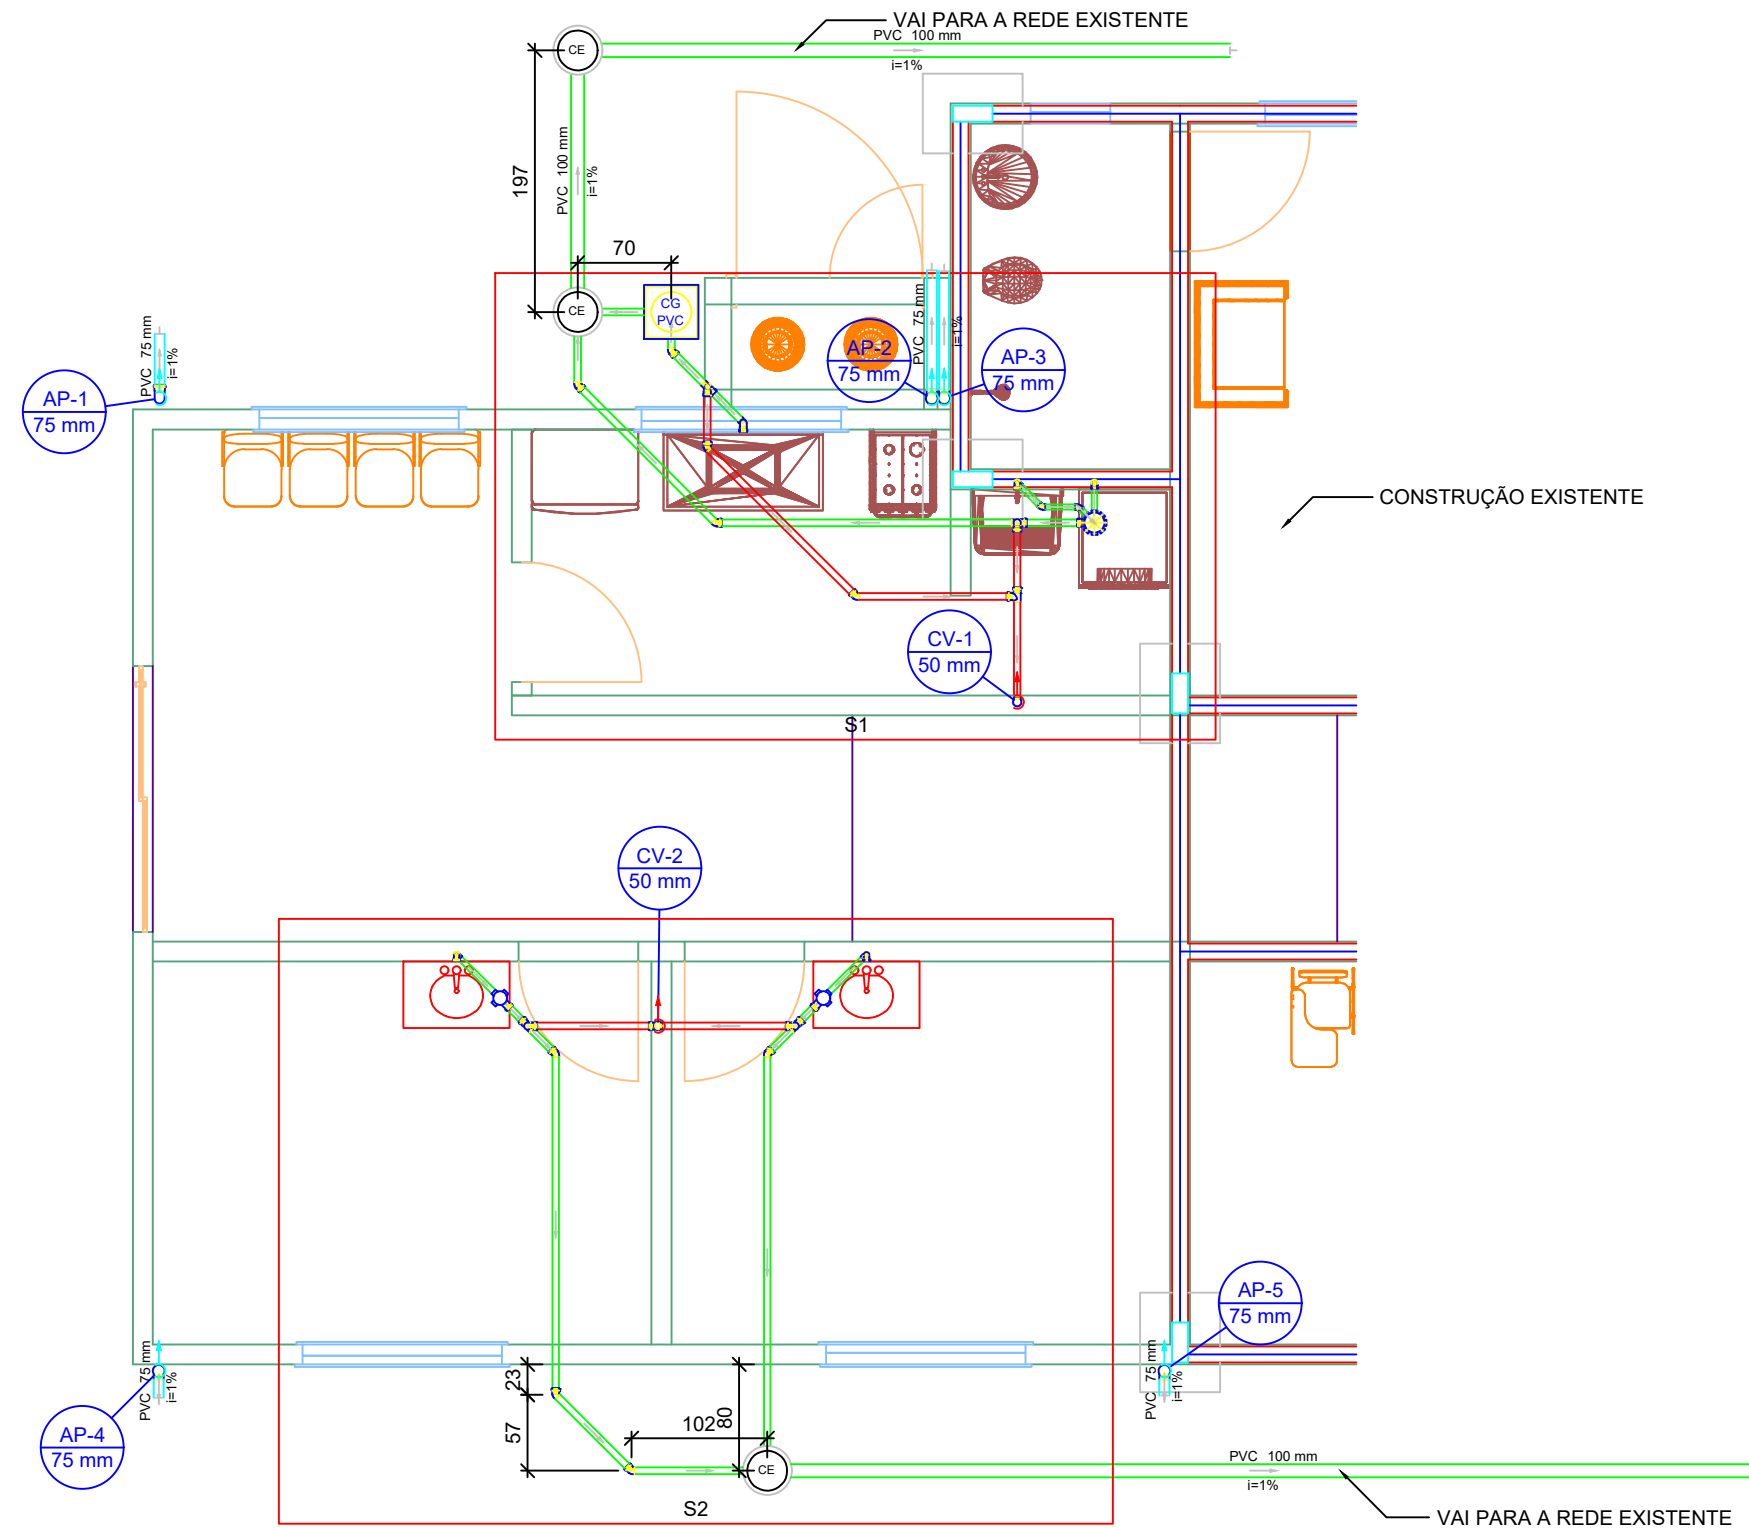 VAI PARA A REDE EXISTENTE
PVC 100 mm
i=1%
CE
197
PVC 100 mm
i=1%
70
CE
CG
PVC
PVC 75 mm
i=1%
AP-1
75 mm
PVC 75 mm
i=1%
AP-2
75 mm
AP-3
75 mm
CONSTRUÇÃO EXISTENTE
CV-1
50 mm
S1
CV-2
50 mm
AP-5
75 mm
PVC 75 mm
i=1%
PVC 75 mm
i=1%
AP-4
75 mm
23
57
102
80
CE
PVC 100 mm
i=1%
S2
VAI PARA A REDE EXISTENTE